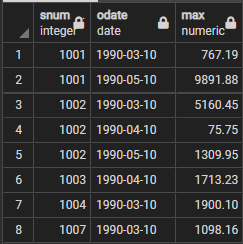 snum odate max
integer date numeric
1 1001 1990-03-10 767.19
2 1001 1990-05-10 9891.88
3 1002 1990-03-10 5160.45
4 1002 1990-04-10 75.75
5 1002 1990-05-10 1309.95
6 1003 1990-04-10 1713.23
7 1004 1990-03-10 1900.10
8 1007 1990-03-10 1098.16